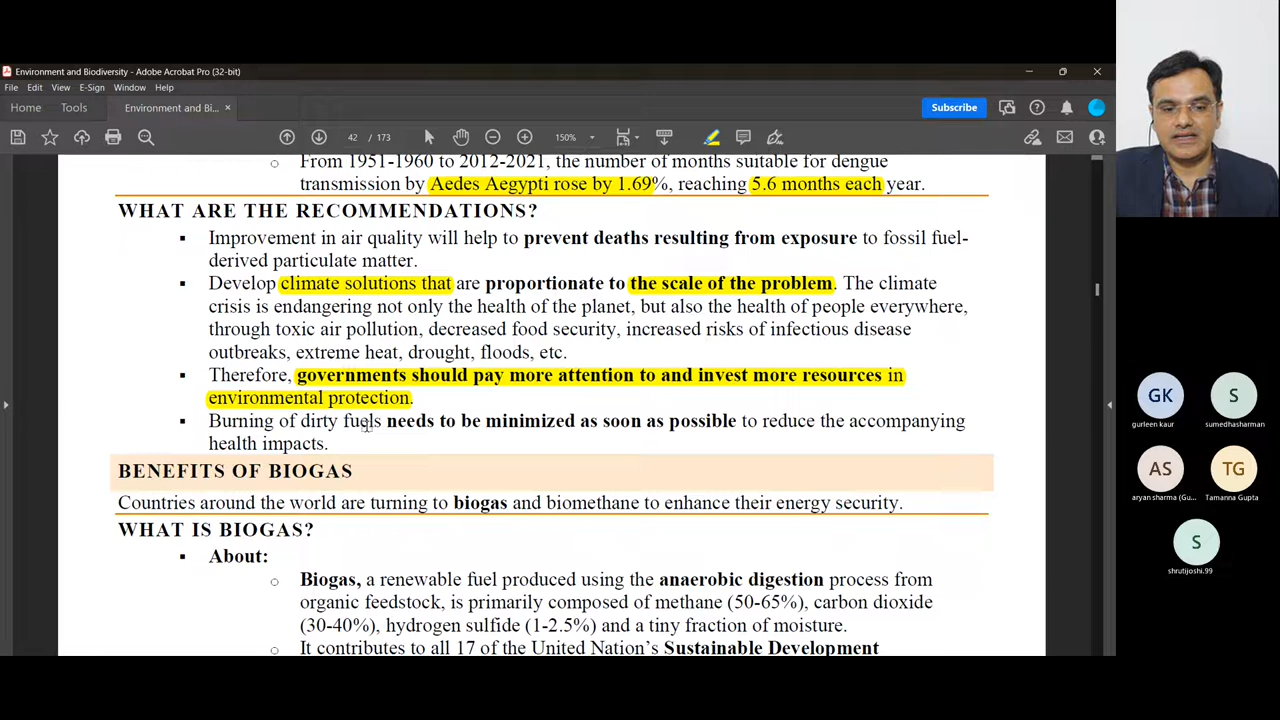 Environment and Biodiversity - Adobe Acrobat Pro (32-bit)
File Edit View E-Sign Window Help
Home Tools Environment and Bi... × Subscribe
42 / 173 150%
○ From 1951-1960 to 2012-2021, the number of months suitable for dengue
transmission by Aedes Aegypti rose by 1.69%, reaching 5.6 months each year.
WHAT ARE THE RECOMMENDATIONS?
▪ Improvement in air quality will help to prevent deaths resulting from exposure to fossil fuel-
derived particulate matter.
▪ Develop climate solutions that are proportionate to the scale of the problem. The climate
crisis is endangering not only the health of the planet, but also the health of people everywhere,
through toxic air pollution, decreased food security, increased risks of infectious disease
outbreaks, extreme heat, drought, floods, etc.
▪ Therefore, governments should pay more attention to and invest more resources in
environmental protection.
▪ Burning of dirty fuels needs to be minimized as soon as possible to reduce the accompanying
health impacts.
BENEFITS OF BIOGAS
Countries around the world are turning to biogas and biomethane to enhance their energy security.
WHAT IS BIOGAS?
▪ About:
○ Biogas, a renewable fuel produced using the anaerobic digestion process from
organic feedstock, is primarily composed of methane (50-65%), carbon dioxide
(30-40%), hydrogen sulfide (1-2.5%) and a tiny fraction of moisture.
○ It contributes to all 17 of the United Nation's Sustainable Development
GK S
gurleen kaur sumedhasharman
AS TG
aryan sharma (Gu... Tamanna Gupta
S
shrutijoshi.99